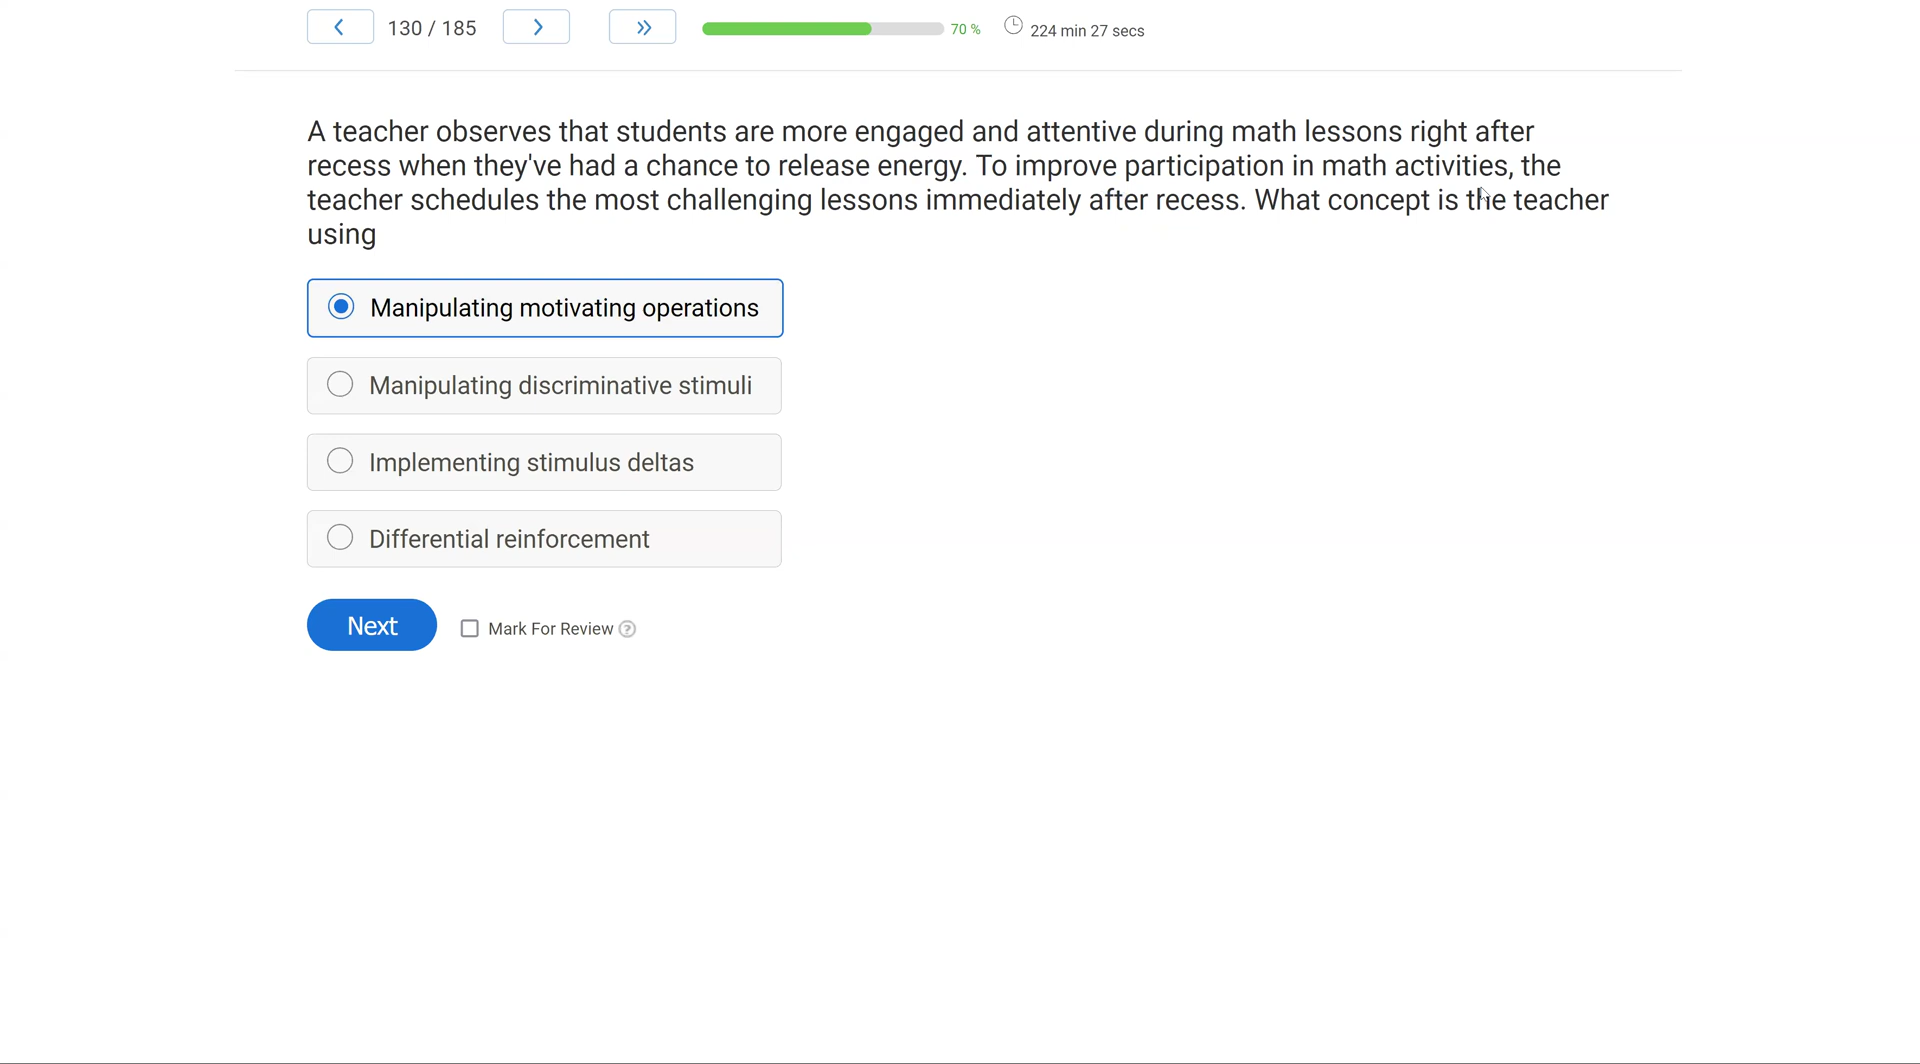 130 / 185
70 %
224 min 27 secs
A teacher observes that students are more engaged and attentive during math lessons right after
recess when they've had a chance to release energy. To improve participation in math activities, the
teacher schedules the most challenging lessons immediately after recess. What concept is the teacher
using
Manipulating motivating operations
Manipulating discriminative stimuli
Implementing stimulus deltas
Differential reinforcement
Next
Mark For Review ?